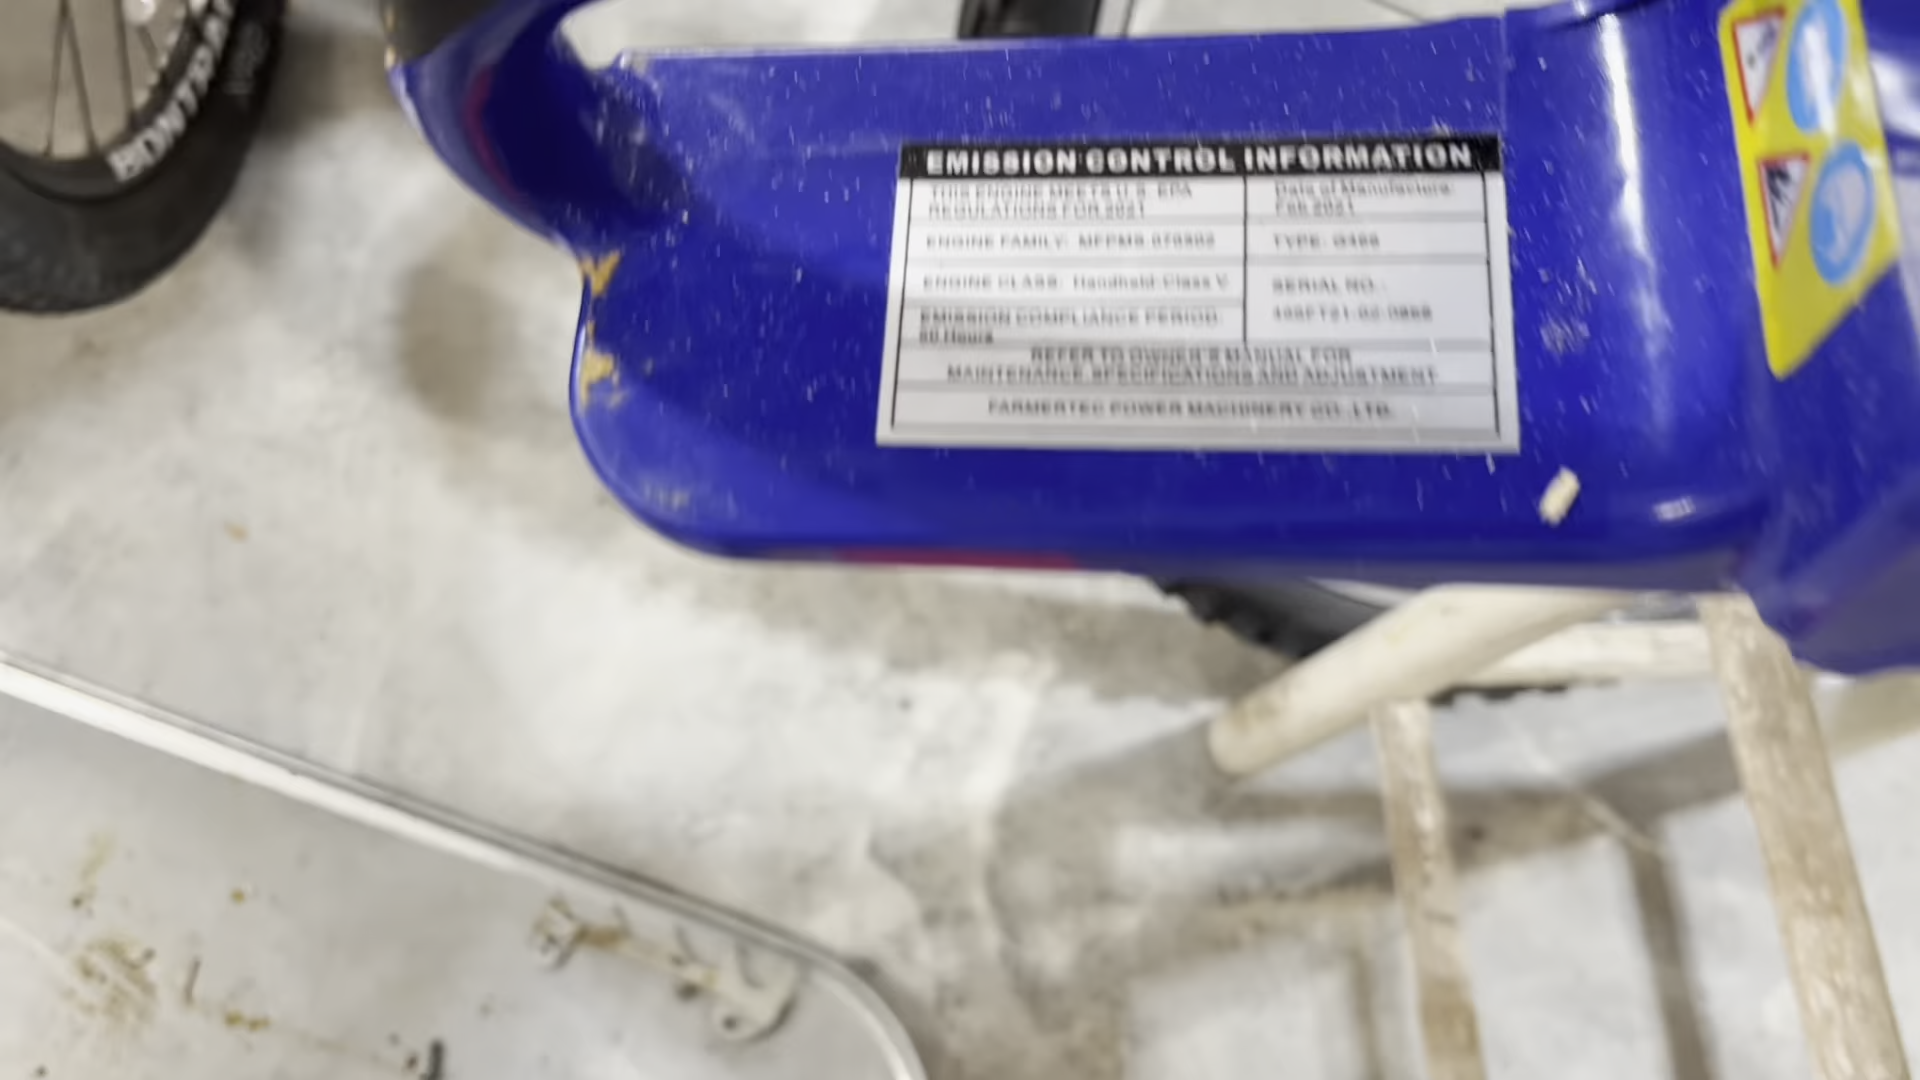 BONTRA
EMISSION CONTROL INFORMATION
THIS ENGINE MEETS U.S. EPA
REGULATIONS FOR 2021
Date of Manufacture
Feb 2021
ENGINE FAMILY:
TYPE:
ENGINE CLASS: Handheld-Class V
SERIAL NO.:
EMISSION COMPLIANCE PERIOD:
Hours
REFER TO OWNER'S MANUAL FOR
MAINTENANCE SPECIFICATIONS AND ADJUSTMENT
FARMERTEC POWER MACHINERY CO.,LTD.